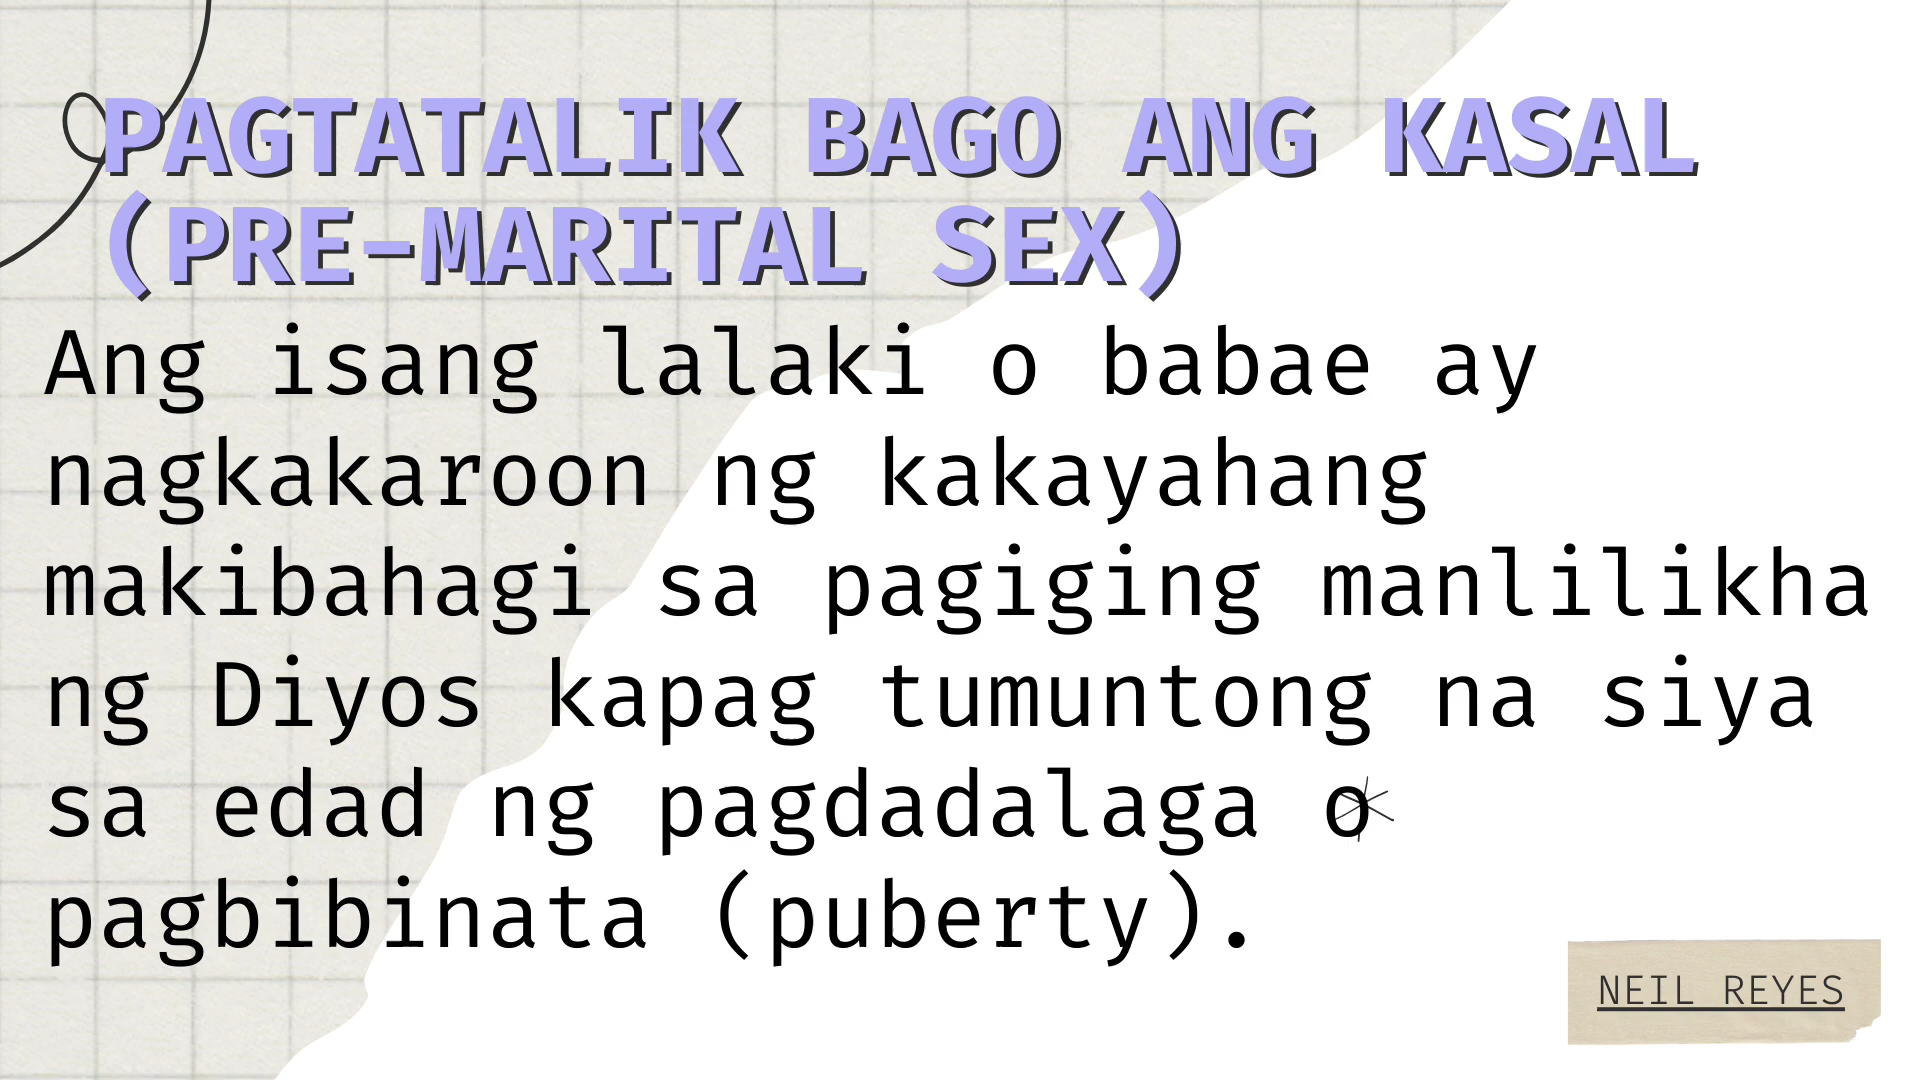 PAGTATALIK BAGO ANG KASAL
(PRE-MARITAL SEX)
Ang isang lalaki o babae ay
nagkakaroon ng kakayahang
makibahagi sa pagiging manlilikha
ng Diyos kapag tumuntong na siya
sa edad ng pagdadalaga o
pagbibinata (puberty).
NEIL REYES